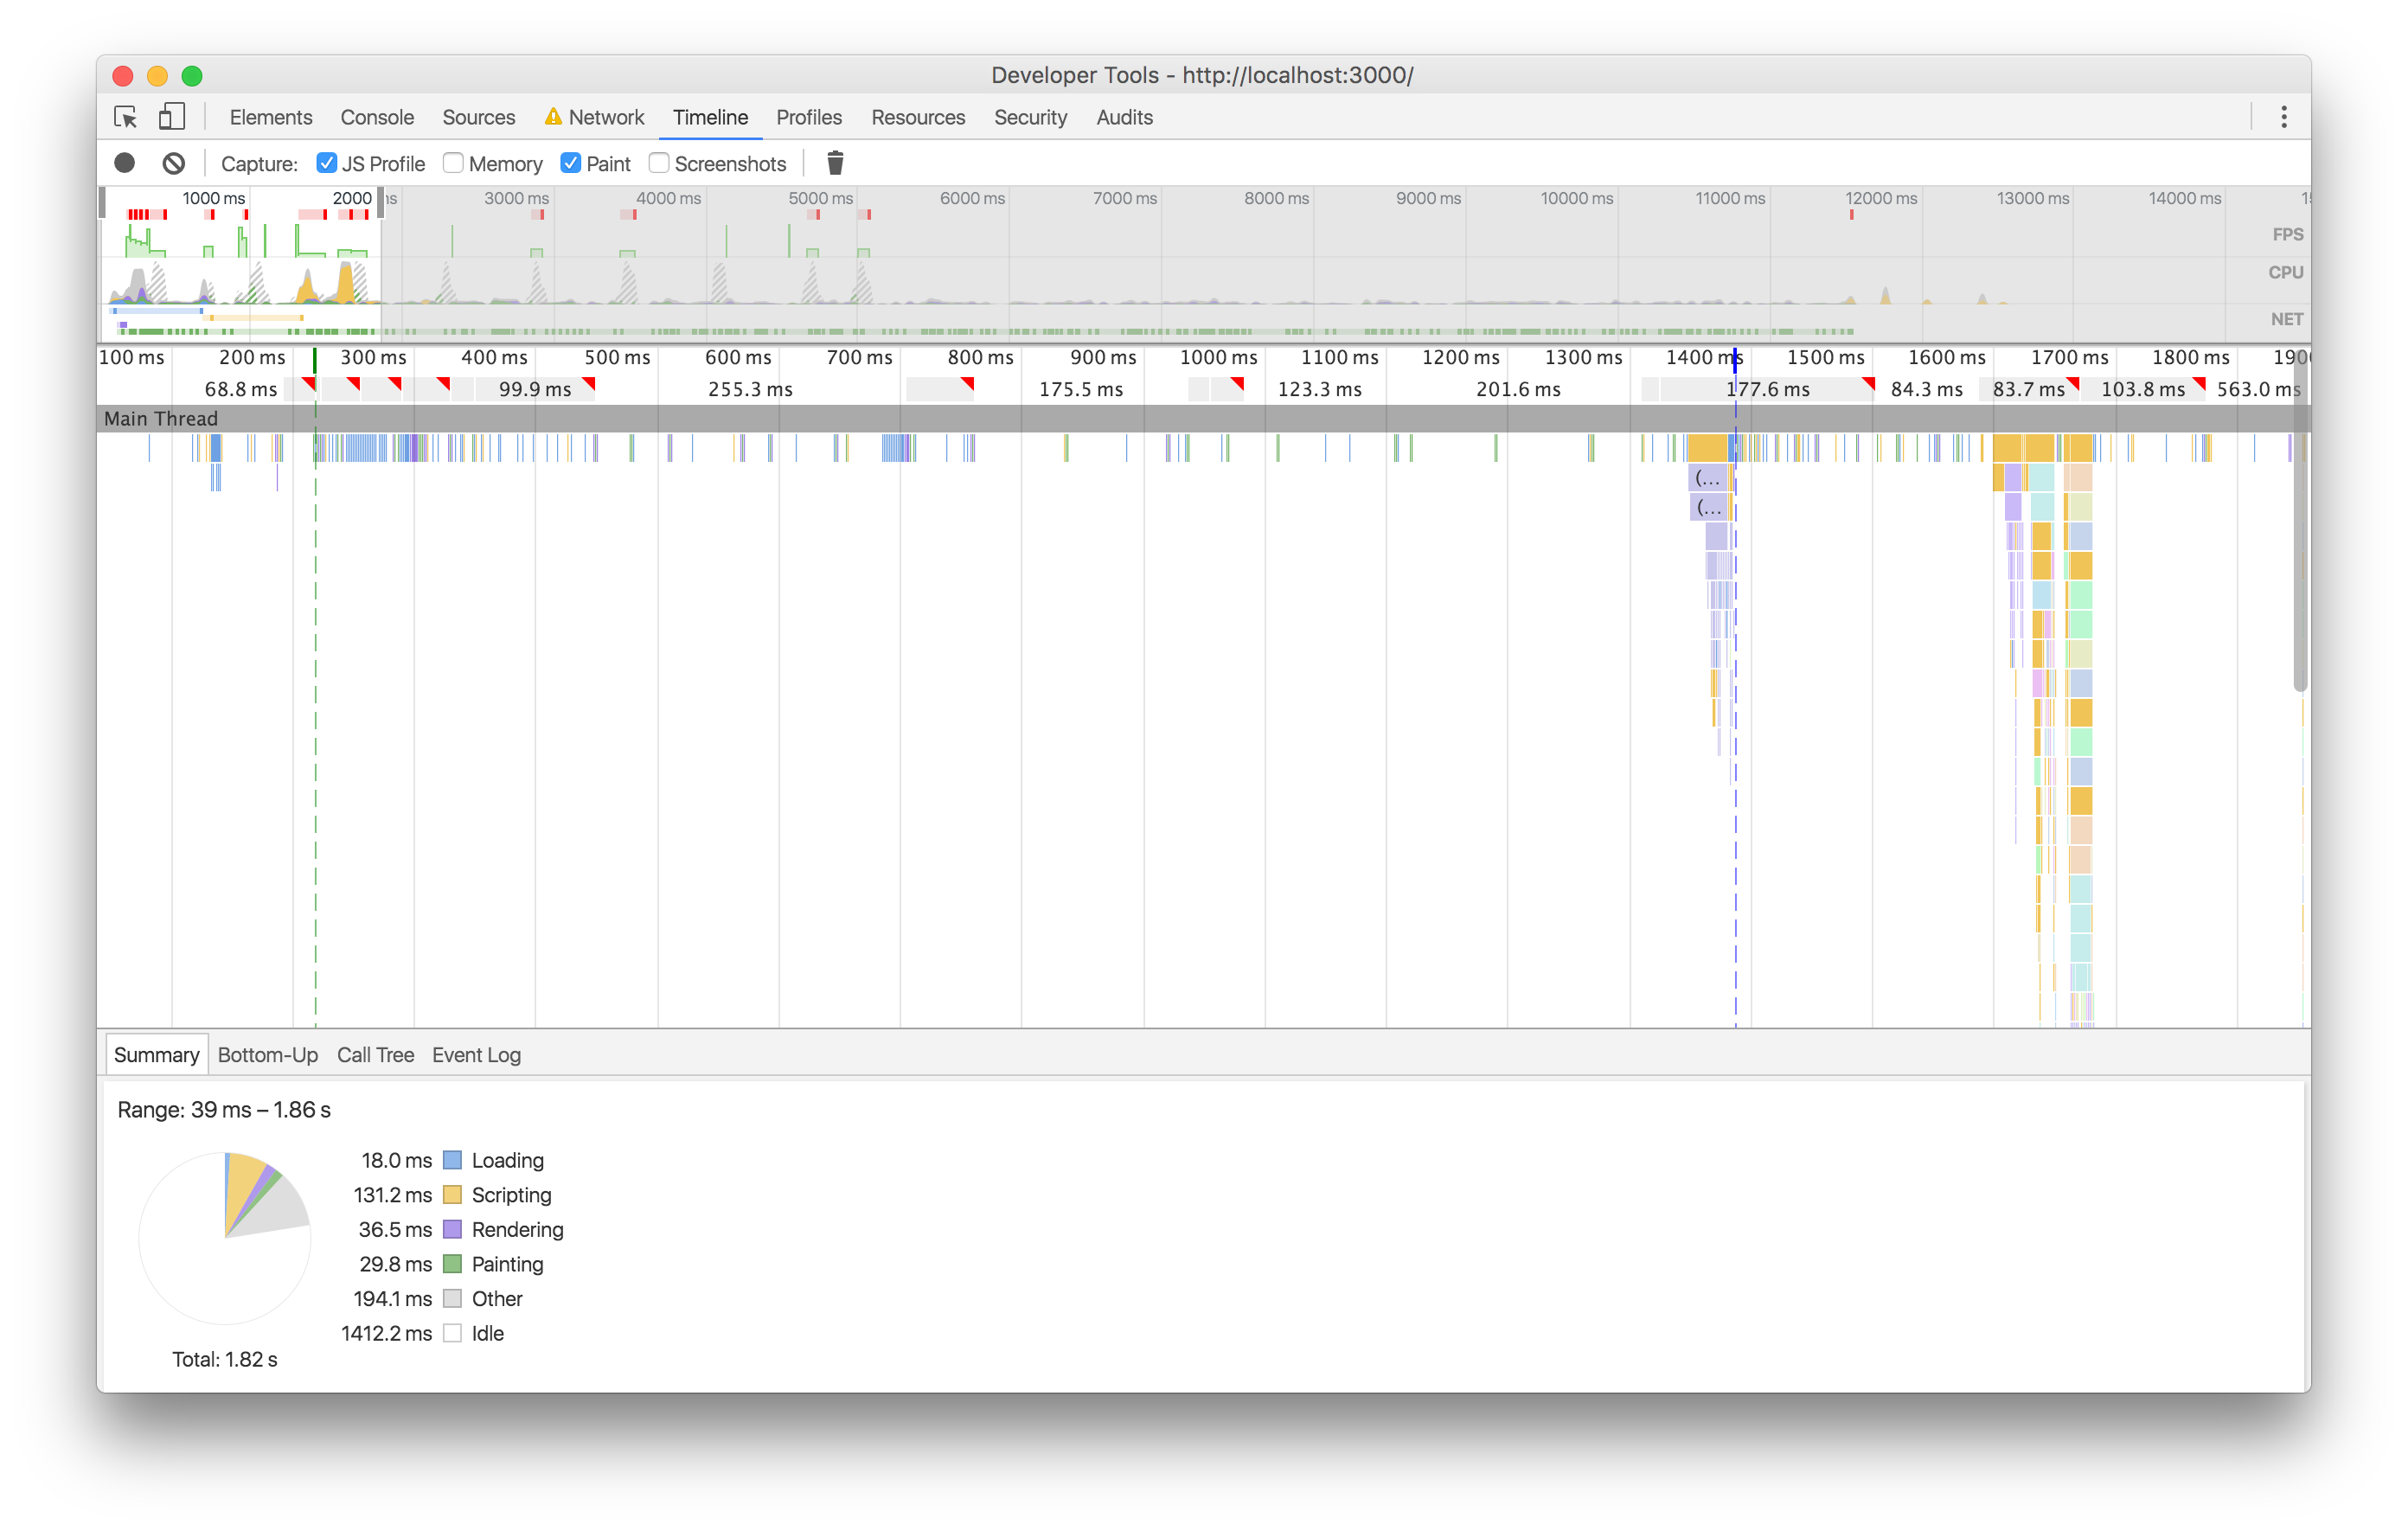 Developer Tools - http://localhost:3000/
Elements Console Sources Network Timeline Profiles Resources Security Audits
Capture: JS Profile Memory Paint Screenshots
1000 ms 2000 ms 3000 ms 4000 ms 5000 ms 6000 ms 7000 ms 8000 ms 9000 ms 10000 ms 11000 ms 12000 ms 13000 ms 14000 ms 15
FPS
CPU
NET
100 ms 200 ms 300 ms 400 ms 500 ms 600 ms 700 ms 800 ms 900 ms 1000 ms 1100 ms 1200 ms 1300 ms 1400 ms 1500 ms 1600 ms 1700 ms 1800 ms 1900
68.8 ms 99.9 ms 255.3 ms 175.5 ms 123.3 ms 201.6 ms 177.6 ms 84.3 ms 83.7 ms 103.8 ms 563.0 ms
Main Thread
(...
(...
Summary Bottom-Up Call Tree Event Log
Range: 39 ms – 1.86 s
18.0 ms Loading
131.2 ms Scripting
36.5 ms Rendering
29.8 ms Painting
194.1 ms Other
1412.2 ms Idle
Total: 1.82 s